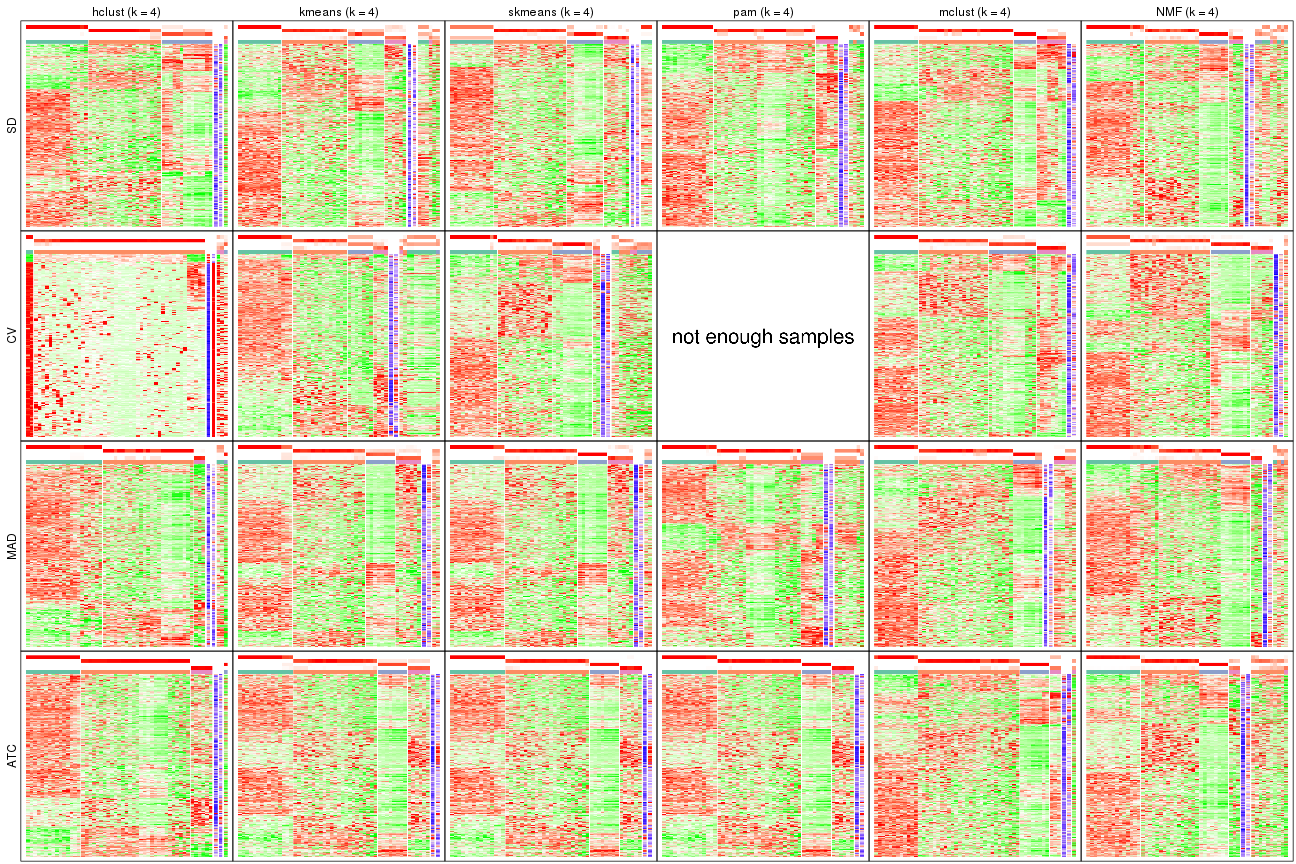 hclust (k = 4)
kmeans (k = 4)
skmeans (k = 4)
pam (k = 4)
mclust (k = 4)
NMF (k = 4)
SD
CV
not enough samples
MAD
ATC